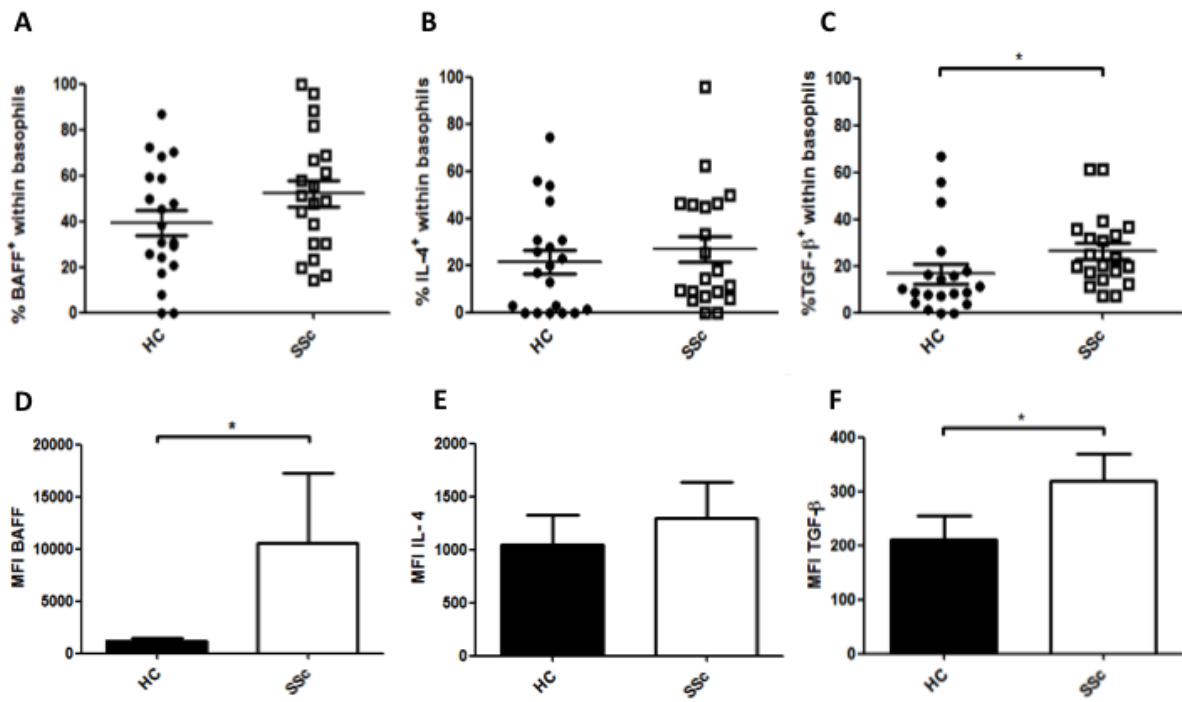 A
% BAFF+ within basophils
100
80
60
40
20
0
HC
SSc
B
% IL-4+ within basophils
100
80
60
40
20
0
HC
SSc
C
*
%TGF-β+ within basophils
100
80
60
40
20
0
HC
SSc
D
*
MFI BAFF
20000
15000
10000
5000
0
HC
SSc
E
MFI IL- 4
2000
1500
1000
500
0
HC
SSc
F
*
MFI TGF-β
400
300
200
100
0
HC
SSc